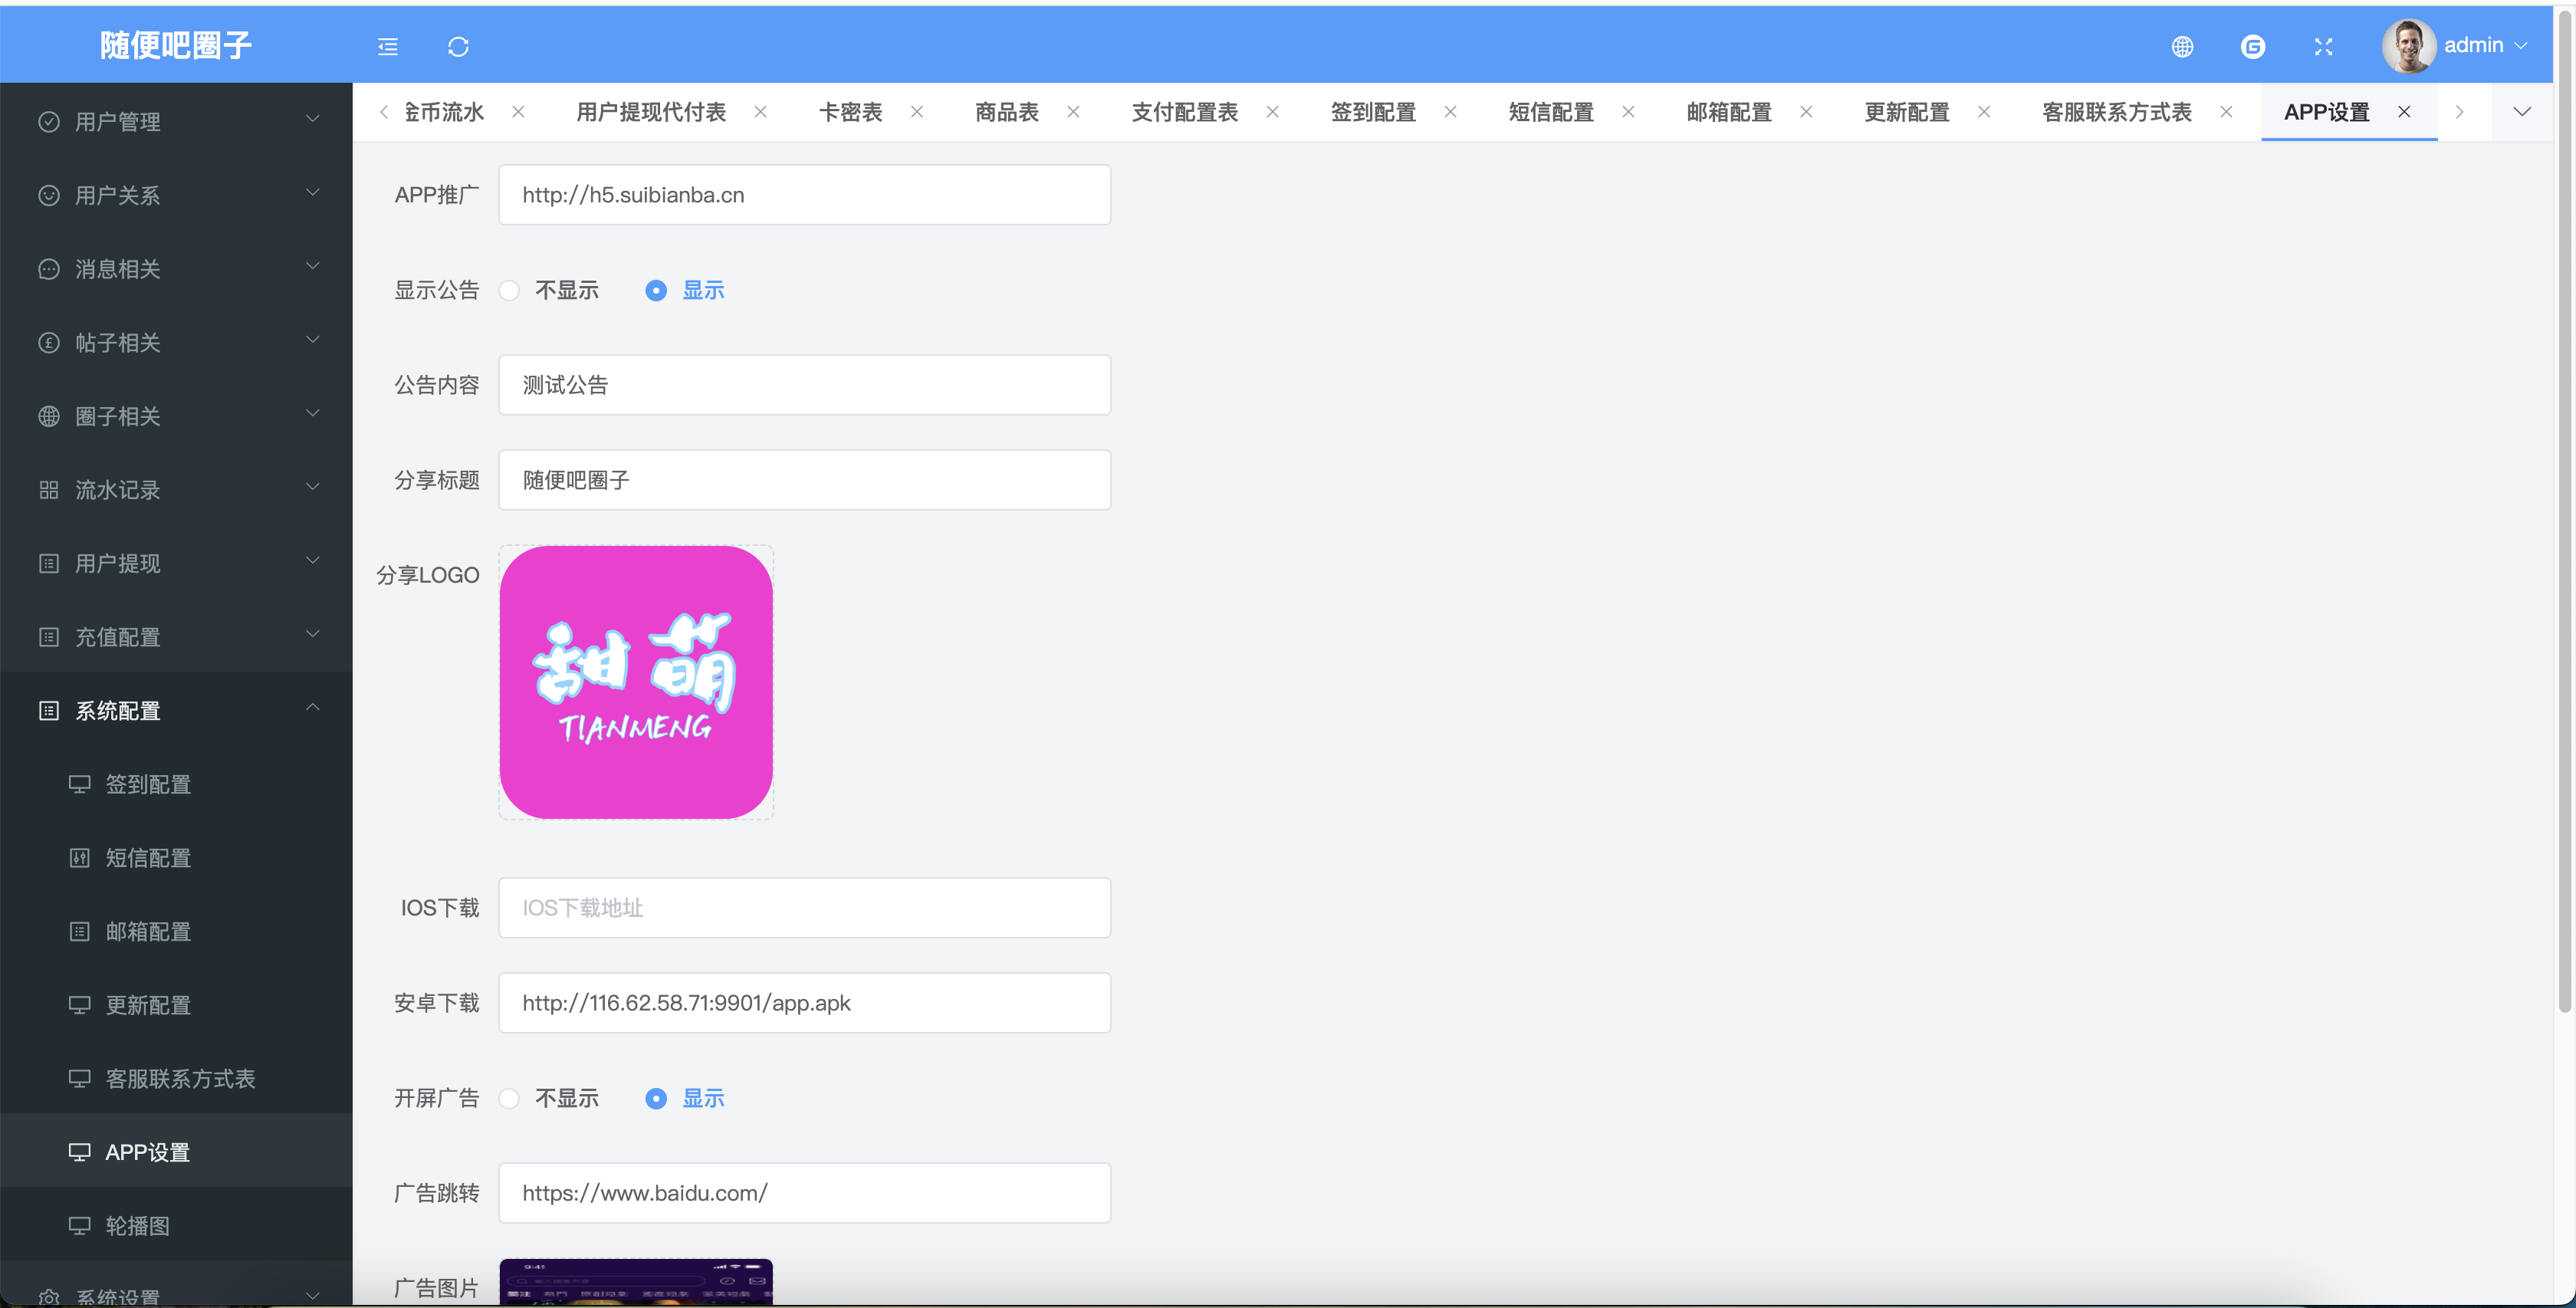 随便吧圈子
admin
用户管理
用户关系
消息相关
帖子相关
圈子相关
流水记录
用户提现
充值配置
系统配置
签到配置
短信配置
邮箱配置
更新配置
客服联系方式表
APP设置
轮播图
系统设置
金币流水 用户提现代付表 卡密表 商品表 支付配置表 签到配置 短信配置 邮箱配置 更新配置 客服联系方式表 APP设置
APP推广 http://h5.suibianba.cn
显示公告 不显示 显示
公告内容 测试公告
分享标题 随便吧圈子
分享LOGO
甜萌
TIANMENG
IOS下载 IOS下载地址
安卓下载 http://116.62.58.71:9901/app.apk
开屏广告 不显示 显示
广告跳转 https://www.baidu.com/
广告图片
9:41